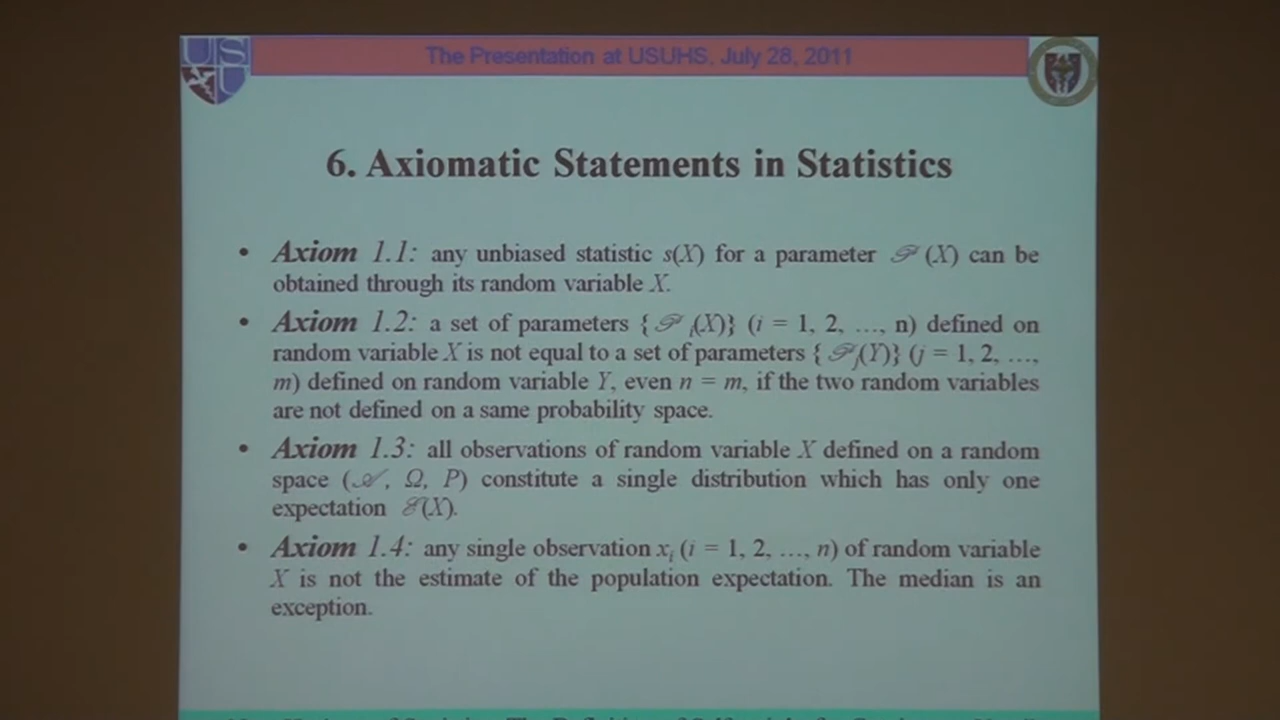 The Presentation at USUHS, July 28, 2011
6. Axiomatic Statements in Statistics
• Axiom 1.1: any unbiased statistic s(X) for a parameter 𝒫 (X) can be
obtained through its random variable X.
• Axiom 1.2: a set of parameters { 𝒫 i(X)} (i = 1, 2, …, n) defined on
random variable X is not equal to a set of parameters { 𝒫j(Y)} (j = 1, 2, …,
m) defined on random variable Y, even n = m, if the two random variables
are not defined on a same probability space.
• Axiom 1.3: all observations of random variable X defined on a random
space (𝒜, Ω, P) constitute a single distribution which has only one
expectation ℰ(X).
• Axiom 1.4: any single observation xi (i = 1, 2, …, n) of random variable
X is not the estimate of the population expectation. The median is an
exception.